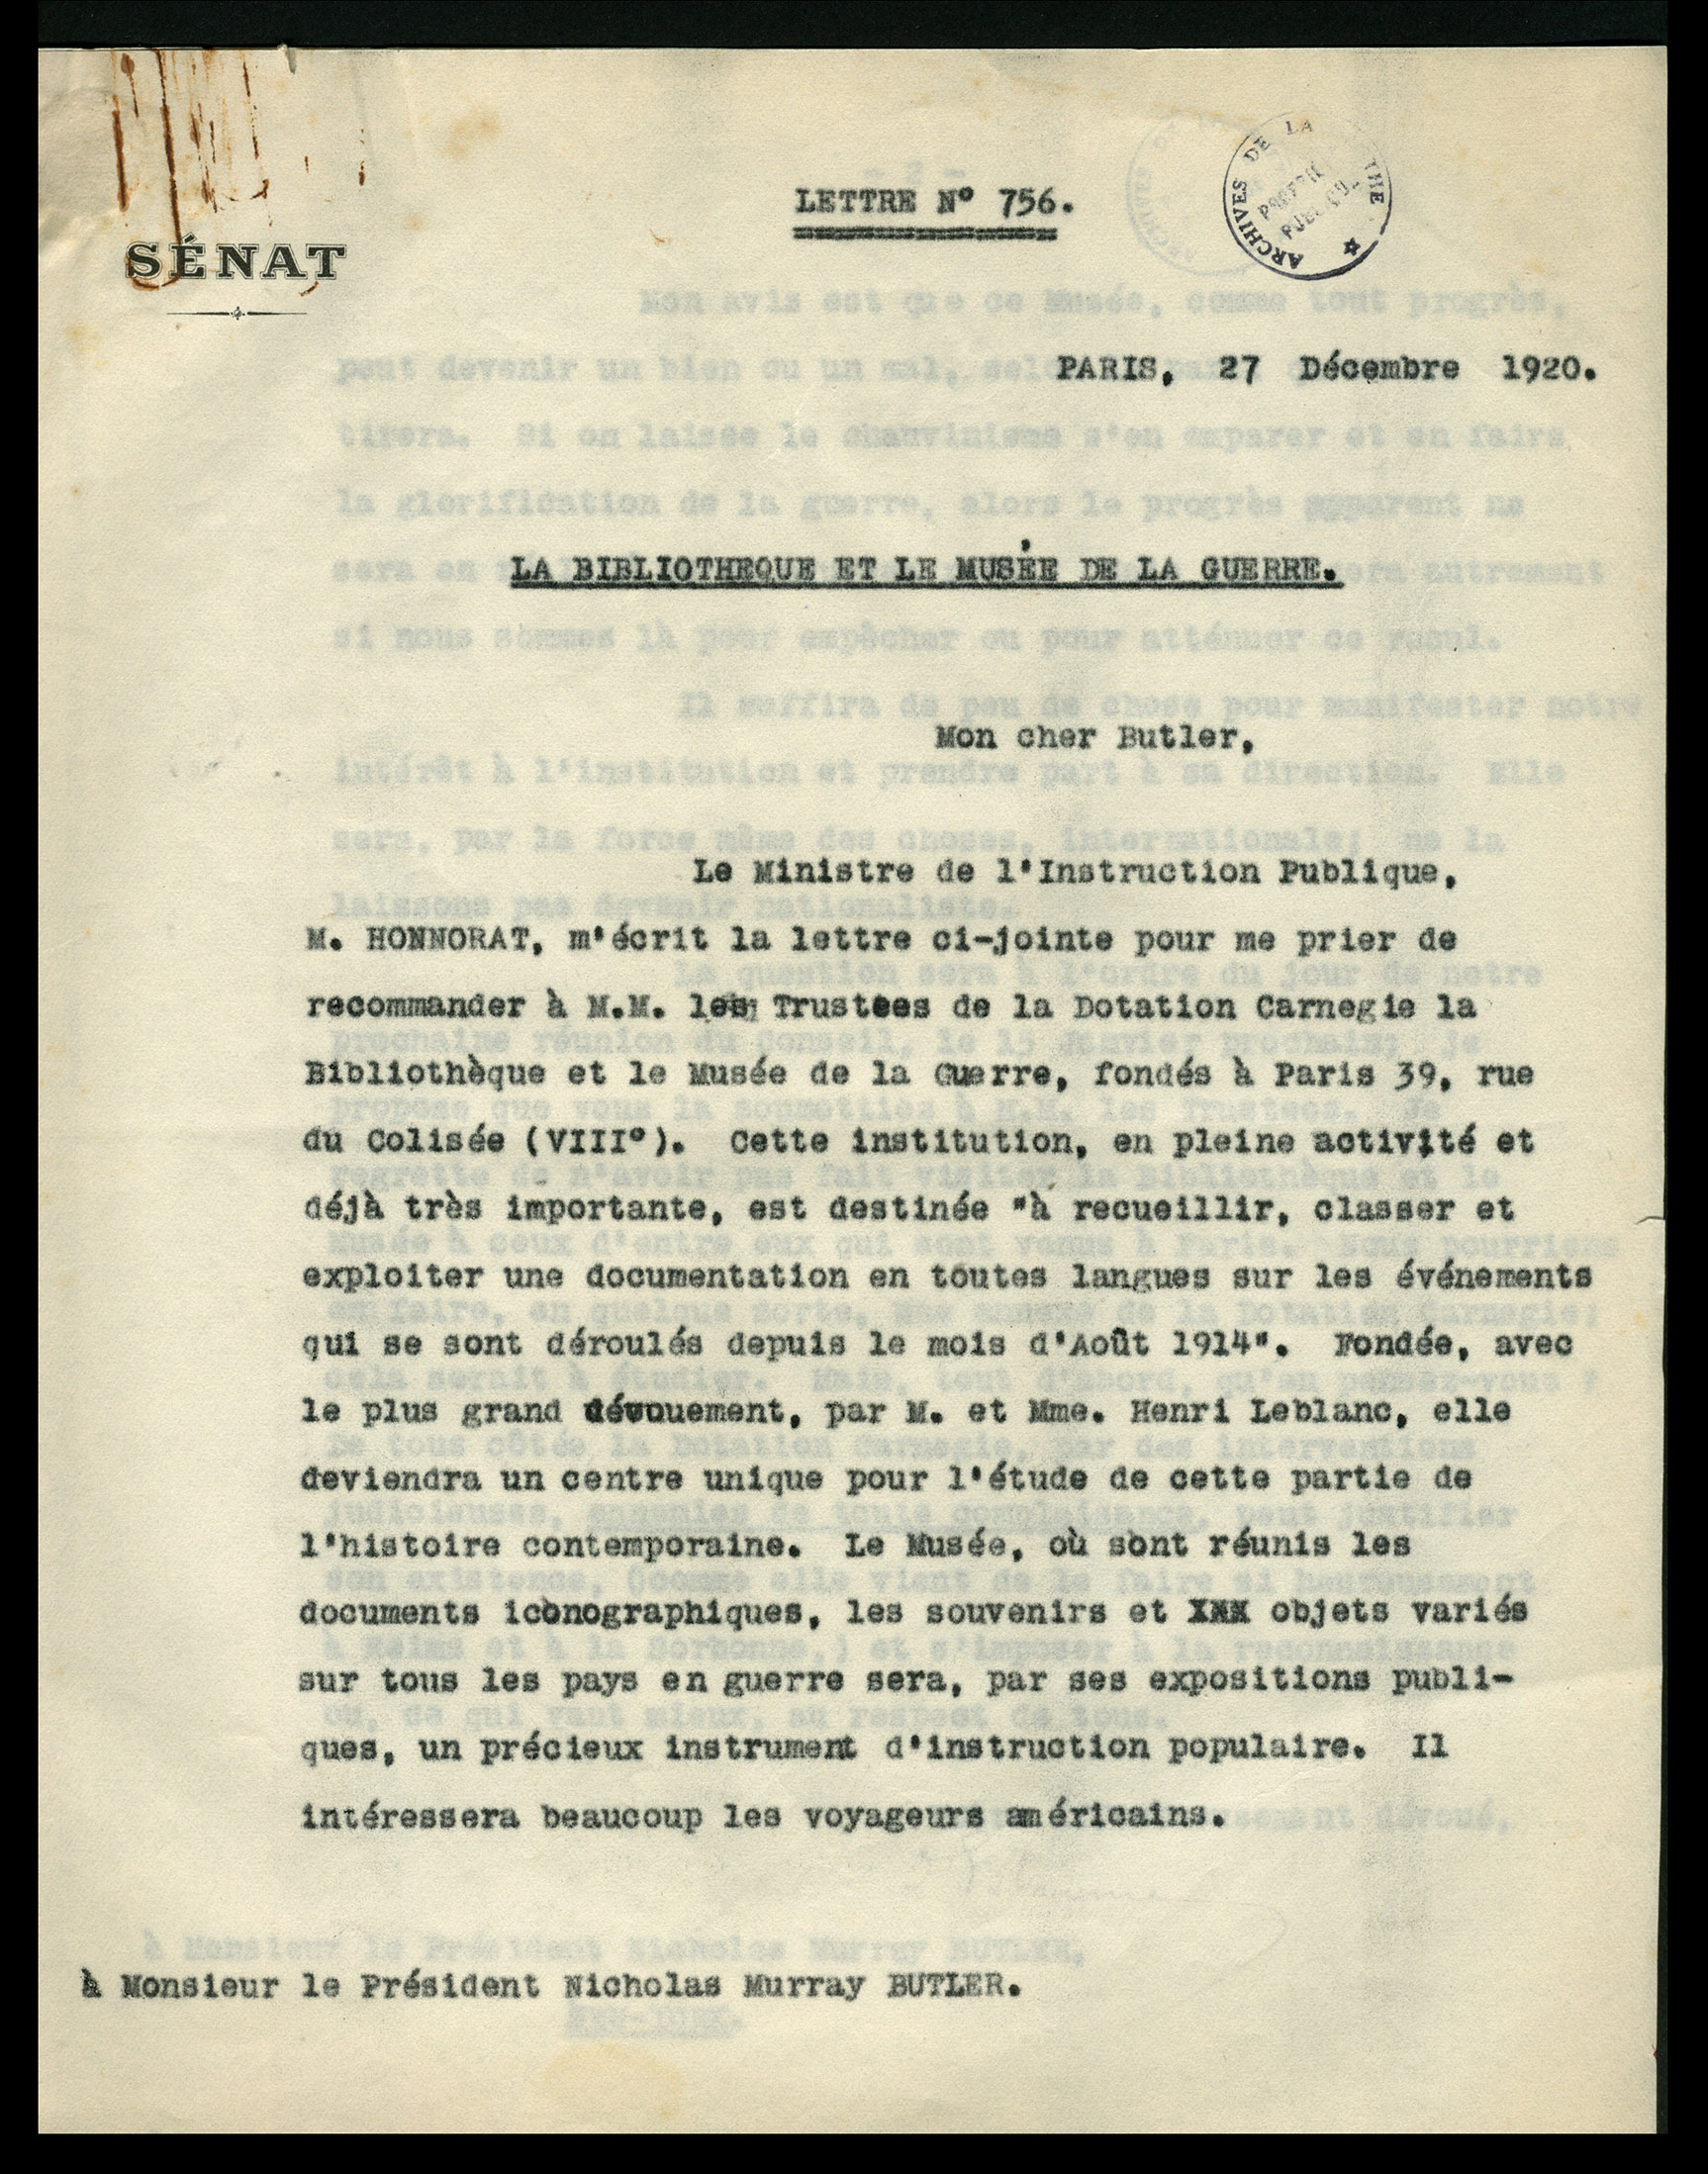 LETTRE N° 756.
ARCHIVES DE LA
SÉNAT
PARIS, 27 Décembre 1920.
LA BIBLIOTHEQUE ET LE MUSÉE DE LA GUERRE.
Mon cher Butler,
Le Ministre de l'Instruction Publique,
M. HONNORAT, m'écrit la lettre ci-jointe pour me prier de
recommander à M.M. les Trustees de la Dotation Carnegie la
Bibliothèque et le Musée de la Guerre, fondés à Paris 39, rue
du Colisée (VIII°). Cette institution, en pleine activité et
déjà très importante, est destinée "à recueillir, classer et
exploiter une documentation en toutes langues sur les événements
qui se sont déroulés depuis le mois d'Août 1914". Fondée, avec
le plus grand dévouement, par M. et Mme. Henri Leblanc, elle
deviendra un centre unique pour l'étude de cette partie de
l'histoire contemporaine. Le Musée, où sont réunis les
documents iconographiques, les souvenirs et XXX objets variés
sur tous les pays en guerre sera, par ses expositions publi-
ques, un précieux instrument d'instruction populaire. Il
intéressera beaucoup les voyageurs américains.
à Monsieur le Président Nicholas Murray BUTLER.